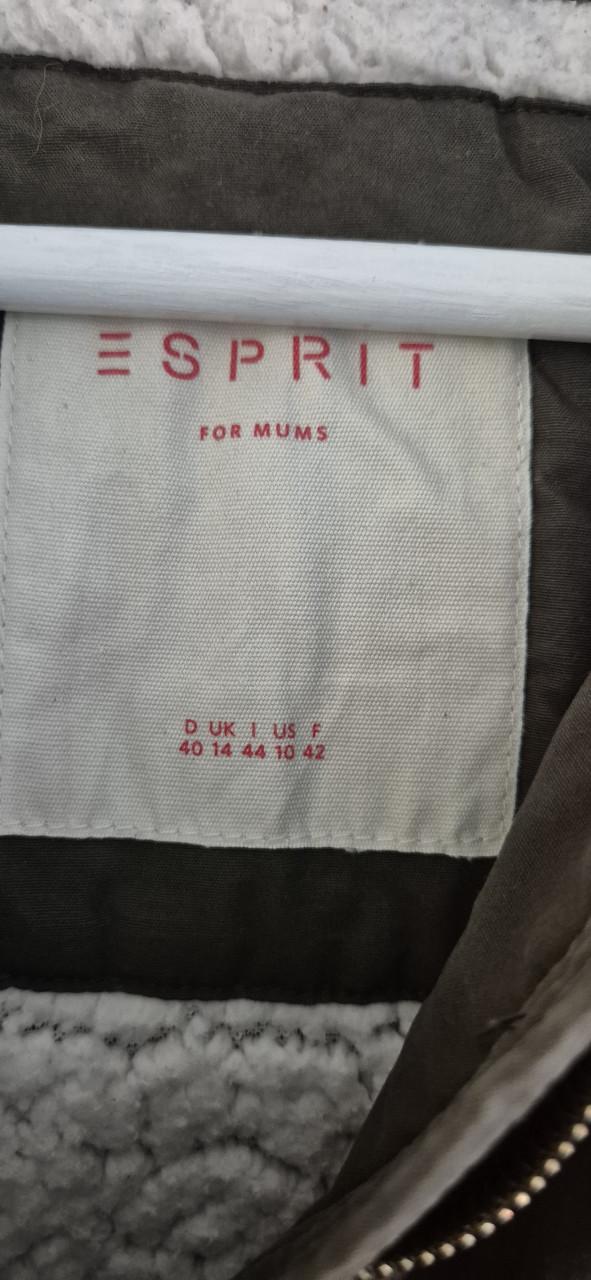 ESPRIT
FOR MUMS
D UK I US F
40 14 44 10 42